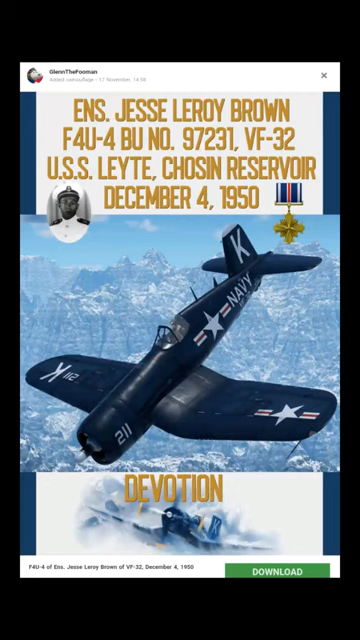 GlennThePooman
Added camouflage - 17 November, 14:58
ENS. JESSE LEROY BROWN
F4U-4 BU NO. 97231, VF-32
U.S.S. LEYTE, CHOSIN RESERVOIR
DECEMBER 4, 1950
K
NAVY
K 211
211
DEVOTION
F4U-4 of Ens. Jesse Leroy Brown of VF-32, December 4, 1950
DOWNLOAD